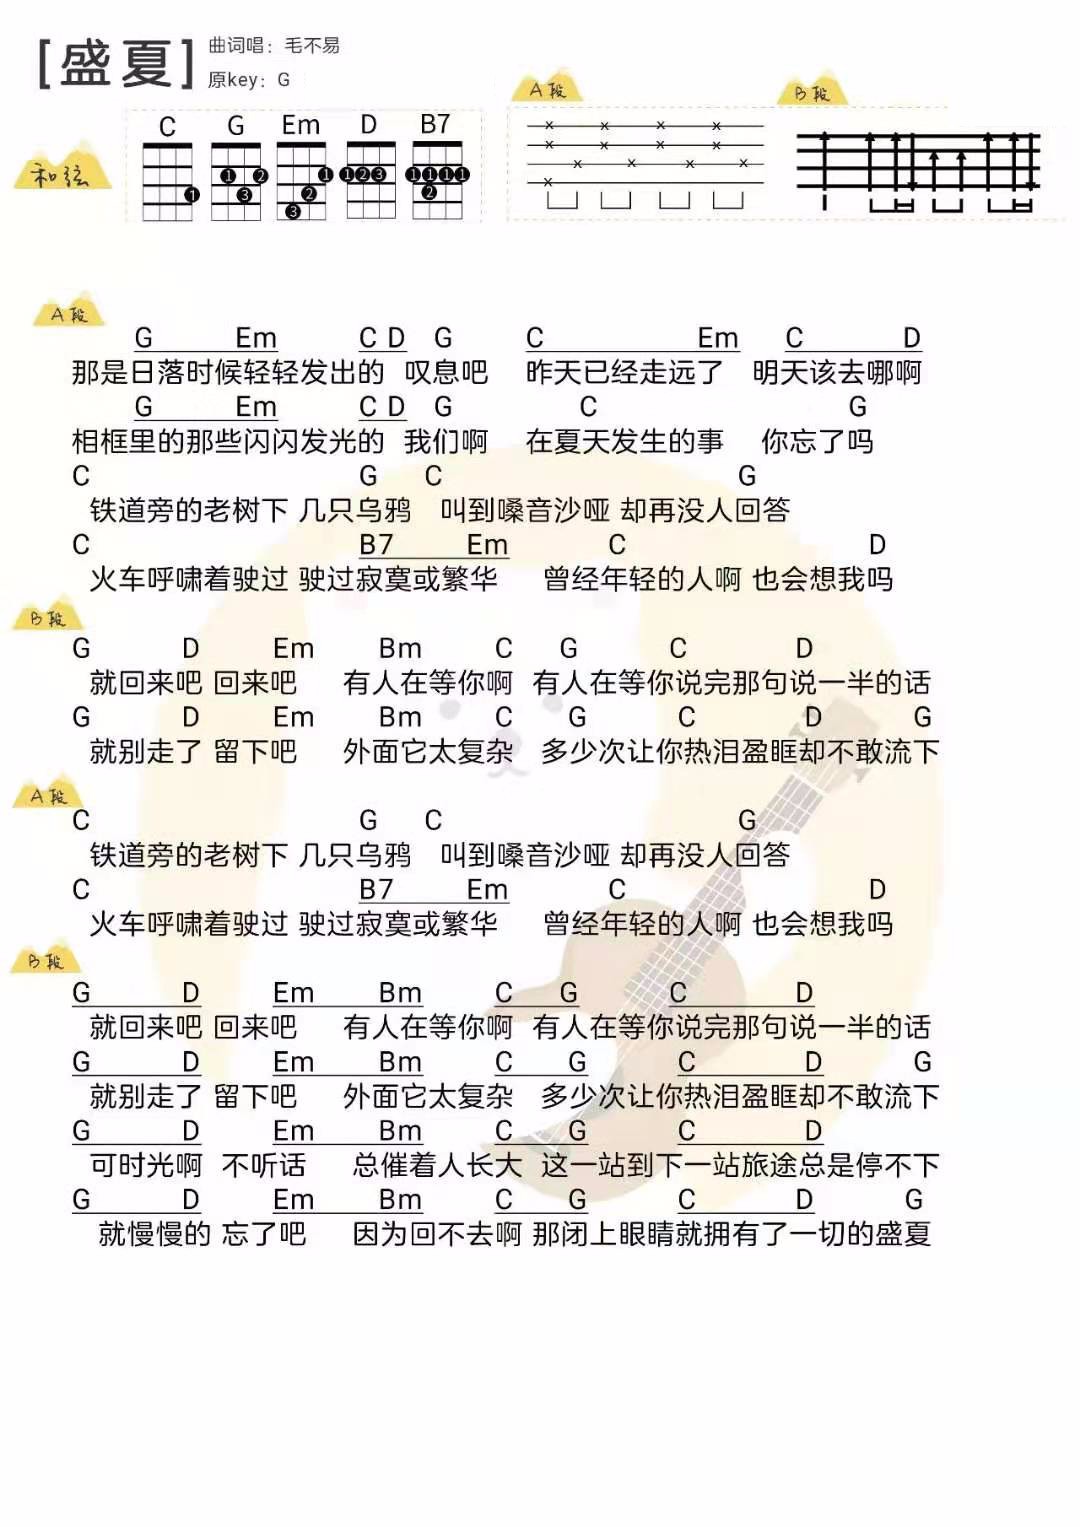 [盛夏]
曲词唱：毛不易
原key：G
和弦
C G Em D B7
1
1 2 3
1 2 3
1 2 3
1 1 1 1 2
A段
B段
A段
G Em C D G C Em C D
那是日落时候轻轻发出的 叹息吧 昨天已经走远了 明天该去哪啊
G Em C D G C G
相框里的那些闪闪发光的 我们啊 在夏天发生的事 你忘了吗
C G C G
铁道旁的老树下 几只乌鸦 叫到嗓音沙哑 却再没人回答
C B7 Em C D
火车呼啸着驶过 驶过寂寞或繁华 曾经年轻的人啊 也会想我吗
B段
G D Em Bm C G C D
就回来吧 回来吧 有人在等你啊 有人在等你说完那句说一半的话
G D Em Bm C G C D G
就别走了 留下吧 外面它太复杂 多少次让你热泪盈眶却不敢流下
A段
C G C G
铁道旁的老树下 几只乌鸦 叫到嗓音沙哑 却再没人回答
C B7 Em C D
火车呼啸着驶过 驶过寂寞或繁华 曾经年轻的人啊 也会想我吗
B段
G D Em Bm C G C D
就回来吧 回来吧 有人在等你啊 有人在等你说完那句说一半的话
G D Em Bm C G C D G
就别走了 留下吧 外面它太复杂 多少次让你热泪盈眶却不敢流下
G D Em Bm C G C D
可时光啊 不听话 总催着人长大 这一站到下一站旅途总是停不下
G D Em Bm C G C D G
就慢慢的 忘了吧 因为回不去啊 那闭上眼睛就拥有了一切的盛夏